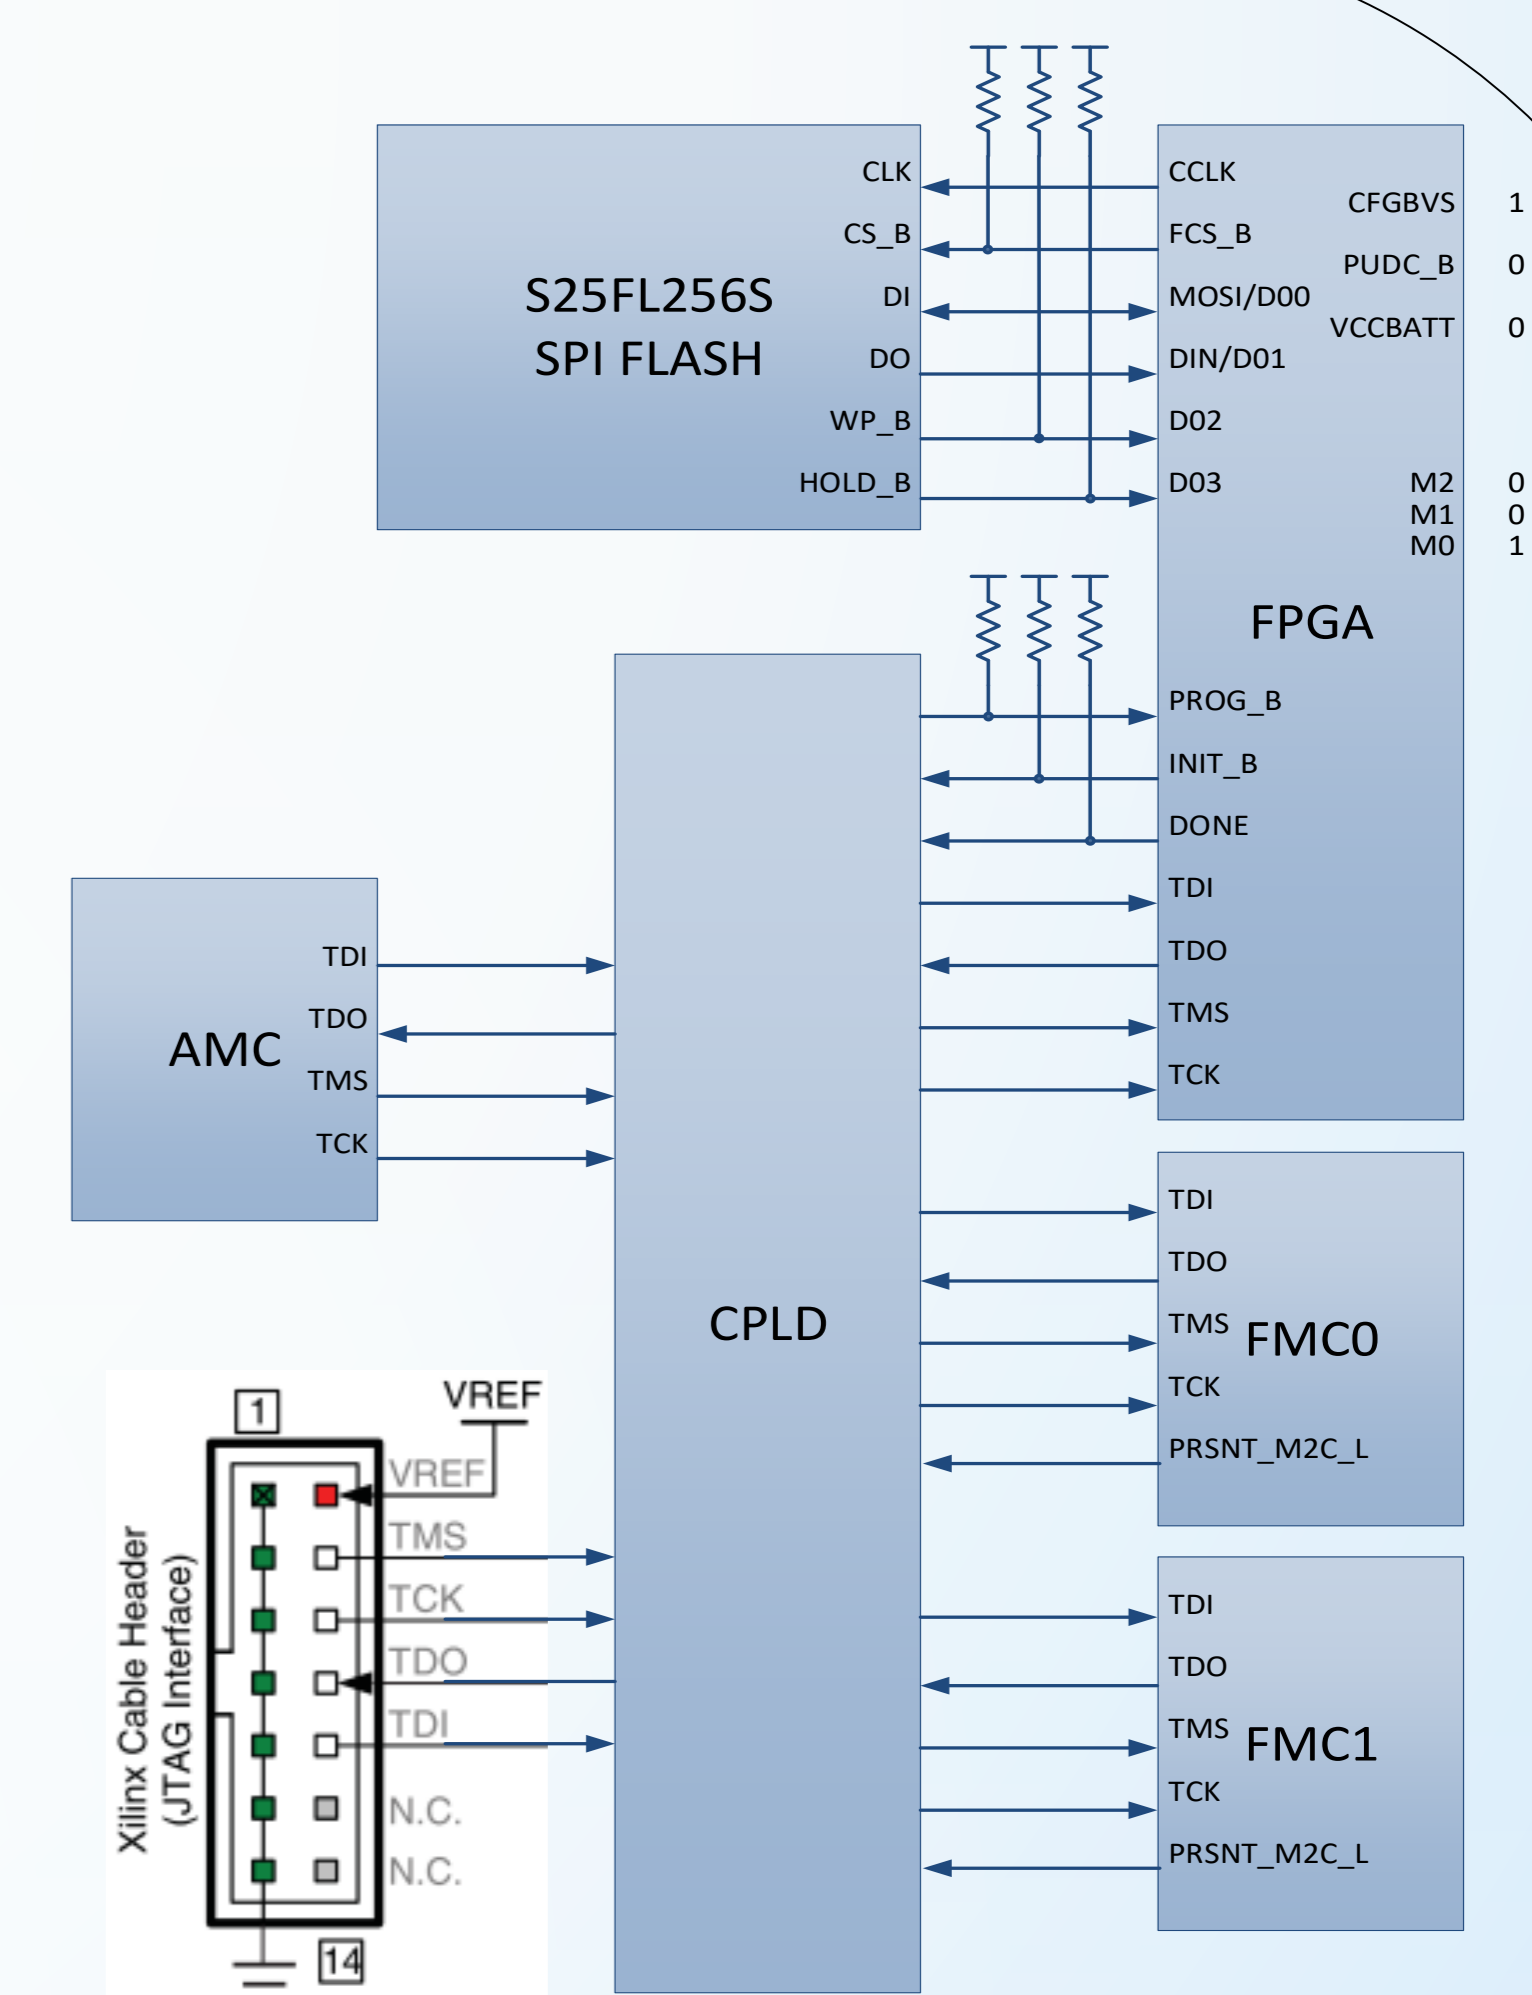 S25FL256S
SPI FLASH
CLK
CS_B
DI
DO
WP_B
HOLD_B
CCLK
FCS_B
MOSI/D00
DIN/D01
D02
D03
CFGBVS 1
PUDC_B 0
VCCBATT 0
M2 0
M1 0
M0 1
FPGA
PROG_B
INIT_B
DONE
TDI
TDO
TMS
TCK
AMC
TDI
TDO
TMS
TCK
CPLD
FMC0
TDI
TDO
TMS
TCK
PRSNT_M2C_L
FMC1
TDI
TDO
TMS
TCK
PRSNT_M2C_L
Xilinx Cable Header
(JTAG Interface)
1
VREF
VREF
TMS
TCK
TDO
TDI
N.C.
N.C.
14